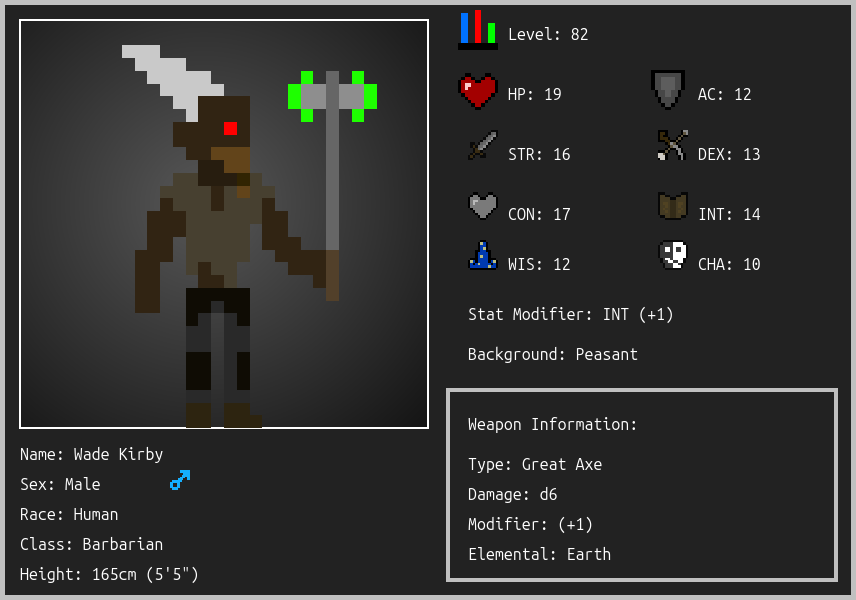 Level: 82
HP: 19
AC: 12
STR: 16
DEX: 13
CON: 17
INT: 14
WIS: 12
CHA: 10
Stat Modifier: INT (+1)
Background: Peasant
Name: Wade Kirby
Sex: Male
Race: Human
Class: Barbarian
Height: 165cm (5'5")
Weapon Information:
Type: Great Axe
Damage: d6
Modifier: (+1)
Elemental: Earth